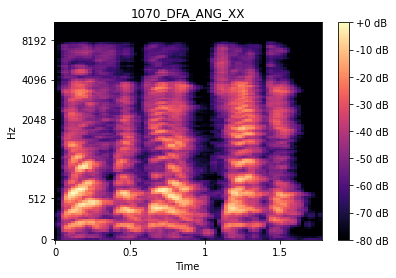 1070_DFA_ANG_XX
+0 dB
8192
-10 dB
4096
-20 dB
-30 dB
2048
Hz
-40 dB
1024
-50 dB
512
-60 dB
-70 dB
0
-80 dB
0
0.5
1
1.5
Time